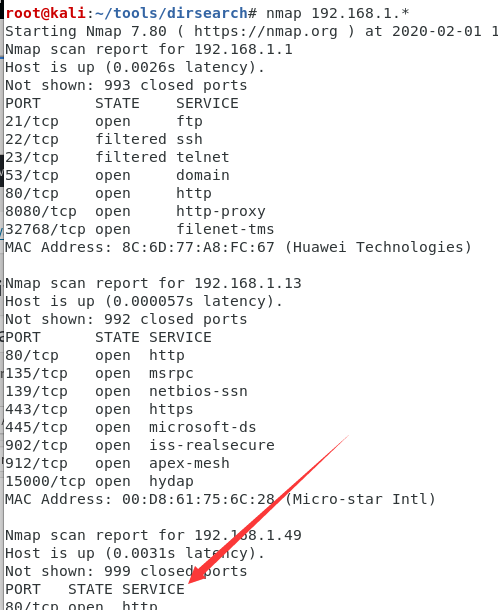 root@kali:~/tools/dirsearch# nmap 192.168.1.*
Starting Nmap 7.80 ( https://nmap.org ) at 2020-02-01 1
Nmap scan report for 192.168.1.1
Host is up (0.0026s latency).
Not shown: 993 closed ports
PORT      STATE    SERVICE
21/tcp    open     ftp
22/tcp    filtered ssh
23/tcp    filtered telnet
53/tcp    open     domain
80/tcp    open     http
8080/tcp  open     http-proxy
32768/tcp open     filenet-tms
MAC Address: 8C:6D:77:A8:FC:67 (Huawei Technologies)
Nmap scan report for 192.168.1.13
Host is up (0.000057s latency).
Not shown: 992 closed ports
PORT      STATE SERVICE
80/tcp    open  http
135/tcp   open  msrpc
139/tcp   open  netbios-ssn
443/tcp   open  https
445/tcp   open  microsoft-ds
902/tcp   open  iss-realsecure
912/tcp   open  apex-mesh
15000/tcp open  hydap
MAC Address: 00:D8:61:75:6C:28 (Micro-star Intl)
Nmap scan report for 192.168.1.49
Host is up (0.0031s latency).
Not shown: 999 closed ports
PORT   STATE SERVICE
80/tcp open  http